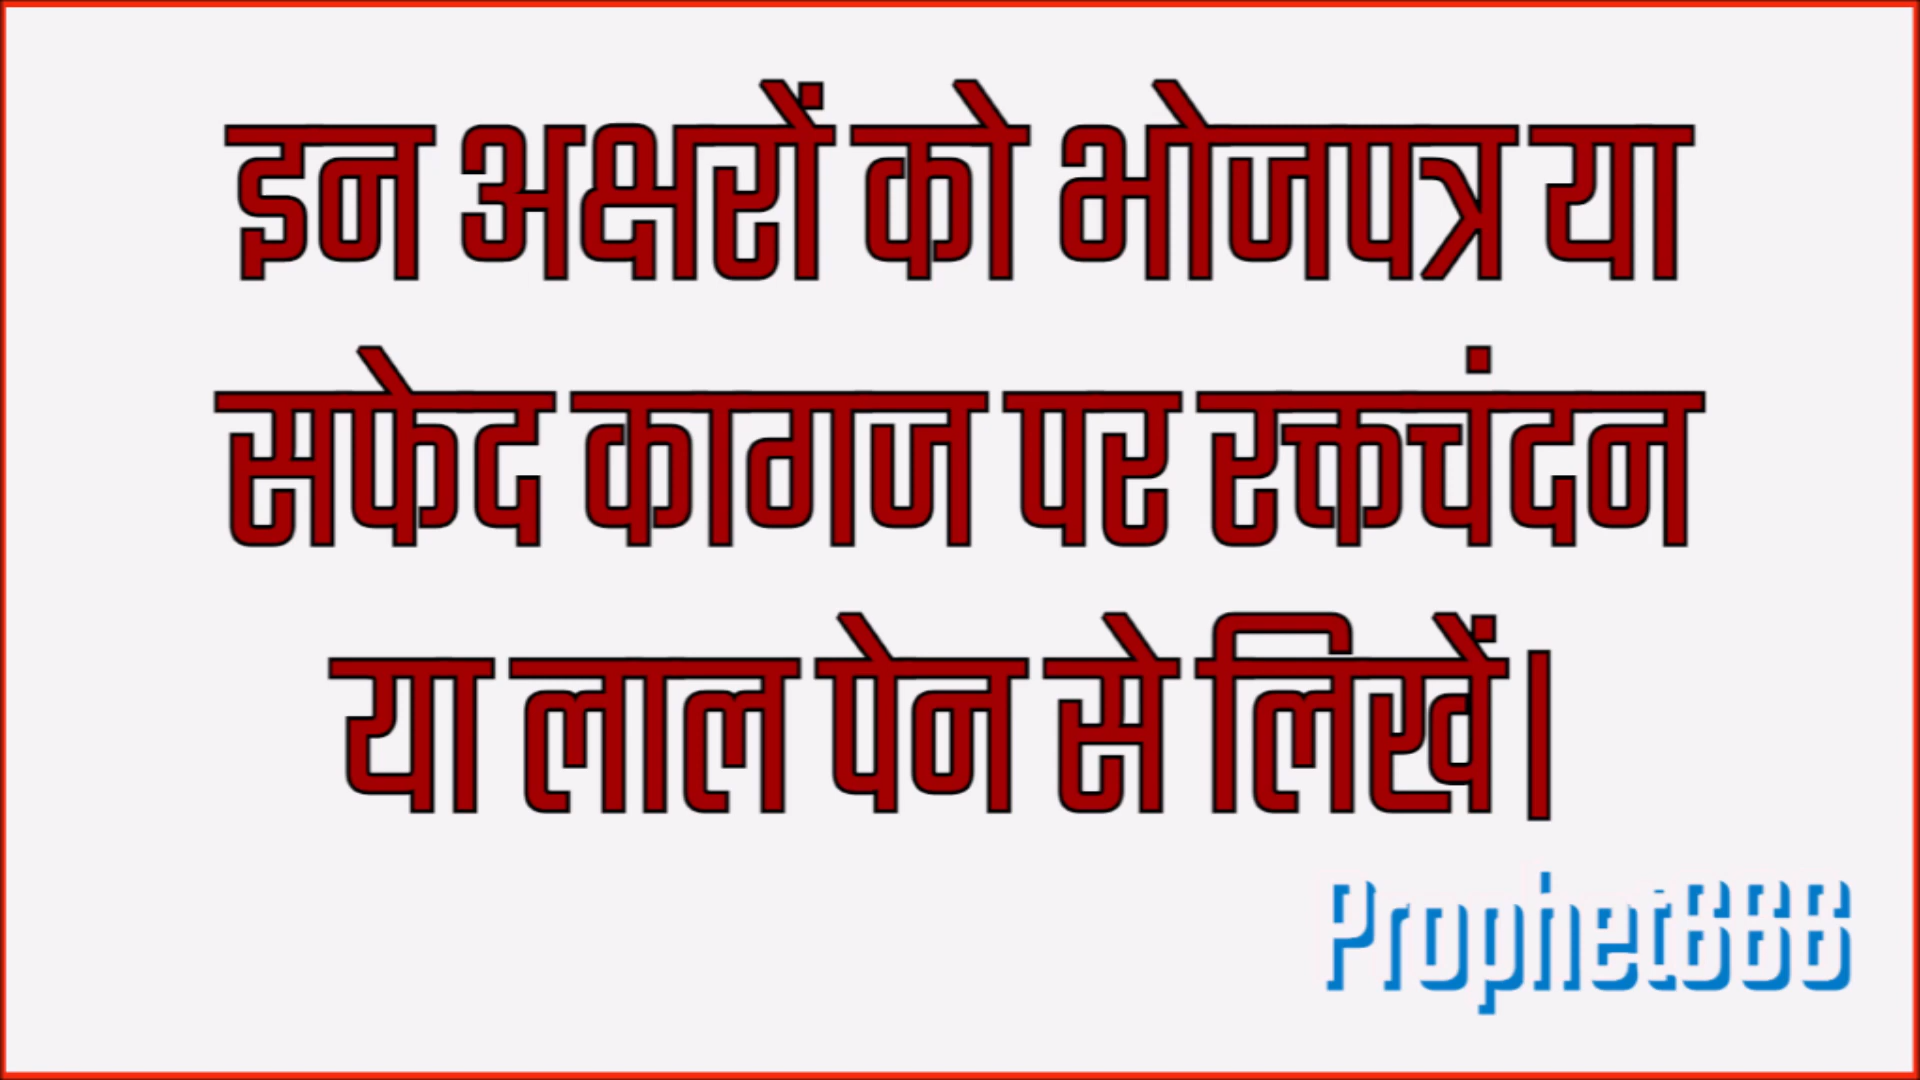 इन अक्षरों को भोजपत्र या
सफेद कागज पर रक्तचंदन
या लाल पेन से लिखें।
Prophet666